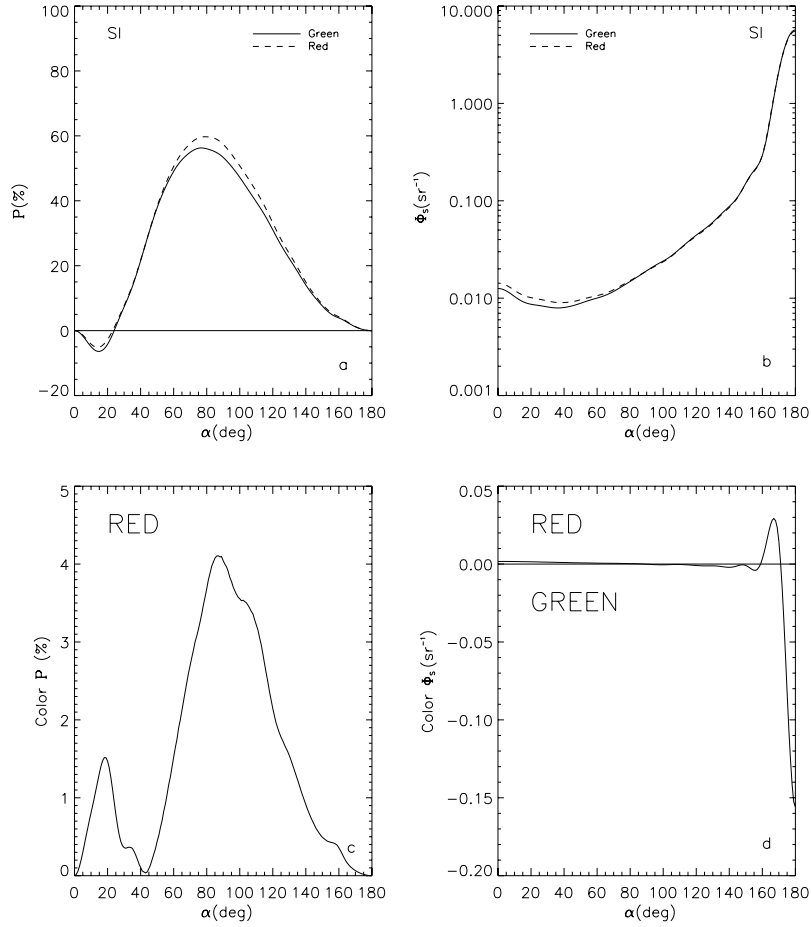 100
80
60
40
20
0
−20
P(%)
SI
Green
Red
a
0 20 40 60 80 100 120 140 160 180
α(deg)
10.000
1.000
0.100
0.010
0.001
Φs(sr⁻¹)
Green
Red
SI
b
0 20 40 60 80 100 120 140 160 180
α(deg)
5
4
3
2
1
0
Color P (%)
RED
c
0 20 40 60 80 100 120 140 160 180
α(deg)
0.05
0.00
−0.05
−0.10
−0.15
−0.20
Color Φs(sr⁻¹)
RED
GREEN
d
0 20 40 60 80 100 120 140 160 180
α(deg)